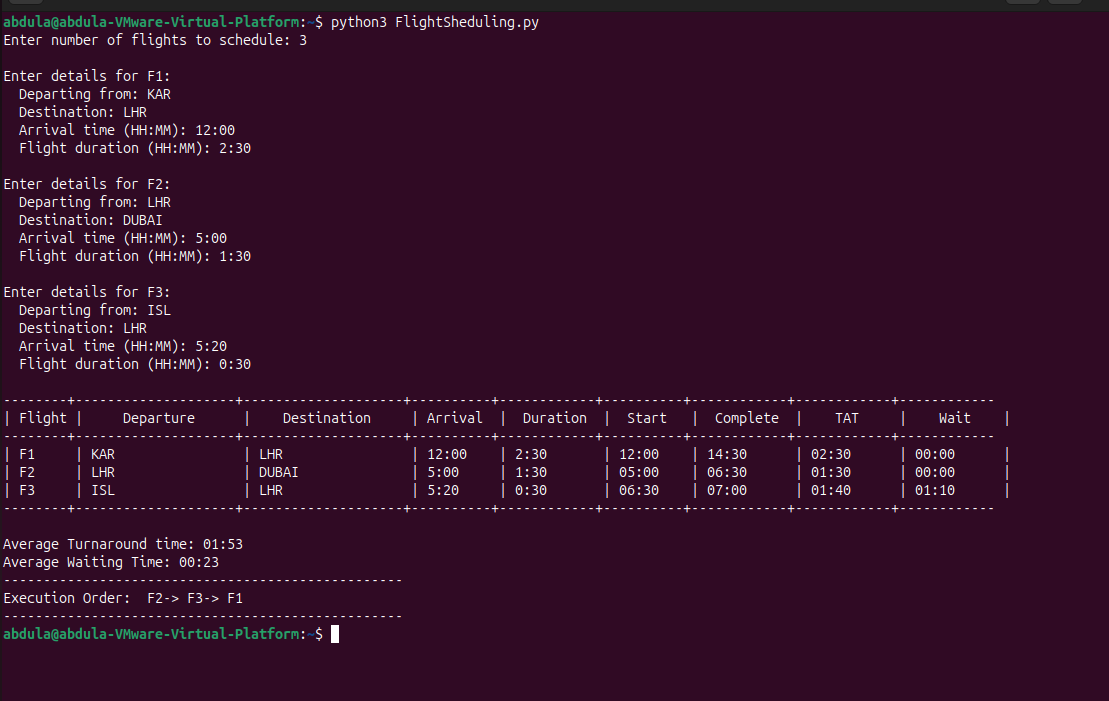 abdula@abdula-VMware-Virtual-Platform:~$ python3 FlightSheduling.py
Enter number of flights to schedule: 3

Enter details for F1:
  Departing from: KAR
  Destination: LHR
  Arrival time (HH:MM): 12:00
  Flight duration (HH:MM): 2:30

Enter details for F2:
  Departing from: LHR
  Destination: DUBAI
  Arrival time (HH:MM): 5:00
  Flight duration (HH:MM): 1:30

Enter details for F3:
  Departing from: ISL
  Destination: LHR
  Arrival time (HH:MM): 5:20
  Flight duration (HH:MM): 0:30

--------+--------------------+--------------------+----------+------------+----------+------------+------------+------------
| Flight |     Departure      |    Destination     | Arrival  |  Duration  |  Start   |  Complete  |    TAT     |    Wait    |
--------+--------------------+--------------------+----------+------------+----------+------------+------------+------------
| F1     | KAR                | LHR                | 12:00    | 2:30       | 12:00    | 14:30      | 02:30      | 00:00      |
| F2     | LHR                | DUBAI              | 5:00     | 1:30       | 05:00    | 06:30      | 01:30      | 00:00      |
| F3     | ISL                | LHR                | 5:20     | 0:30       | 06:30    | 07:00      | 01:40      | 01:10      |
--------+--------------------+--------------------+----------+------------+----------+------------+------------+------------

Average Turnaround time: 01:53
Average Waiting Time: 00:23
--------------------------------------------------
Execution Order:  F2-> F3-> F1
--------------------------------------------------
abdula@abdula-VMware-Virtual-Platform:~$